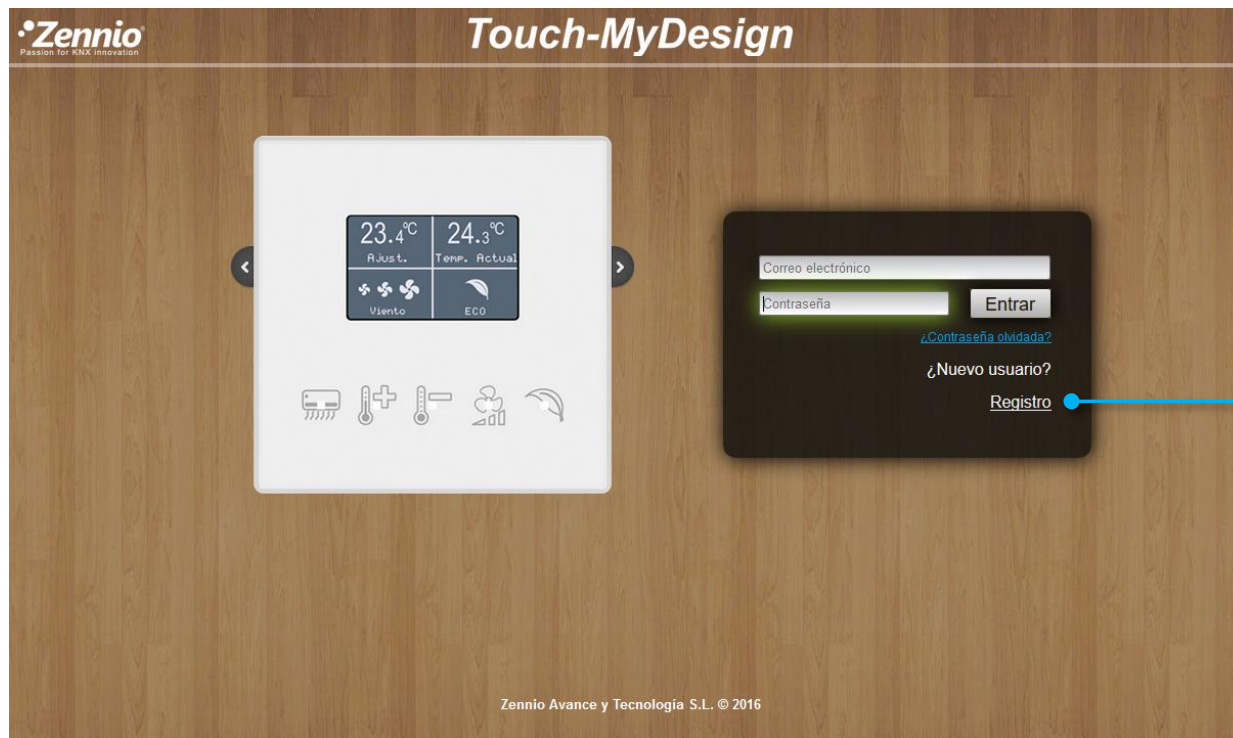 Zennio
Passion for KNX innovation
Touch-MyDesign
23.4°C
24.3°C
Ajust.
Temp. Actual
Viento
ECO
Correo electrónico
Contraseña
Entrar
¿Contraseña olvidada?
¿Nuevo usuario?
Registro
Zennio Avance y Tecnología S.L. © 2016